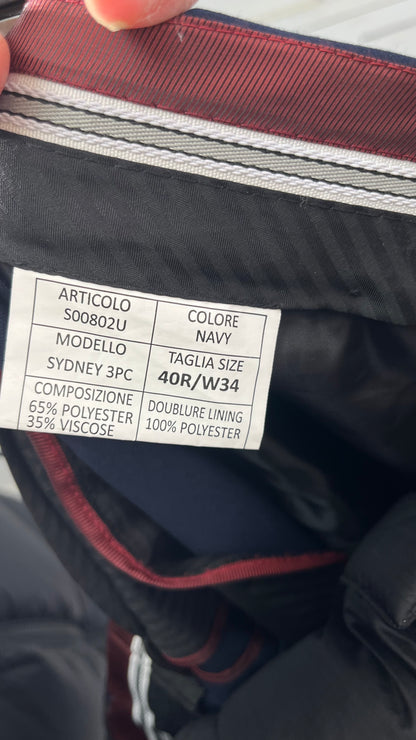 ARTICOLO
S00802U
COLORE
NAVY
MODELLO
SYDNEY 3PC
TAGLIA SIZE
40R/W34
COMPOSIZIONE
65% POLYESTER
35% VISCOSE
DOUBLURE LINING
100% POLYESTER